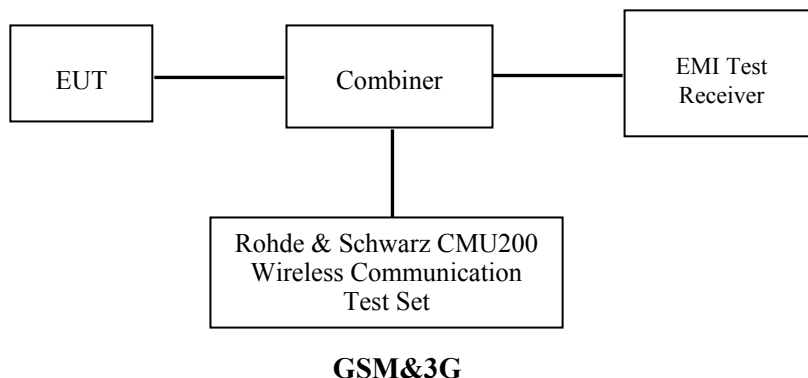 EUT
Combiner
EMI Test
Receiver
Rohde & Schwarz CMU200
Wireless Communication
Test Set
GSM&3G